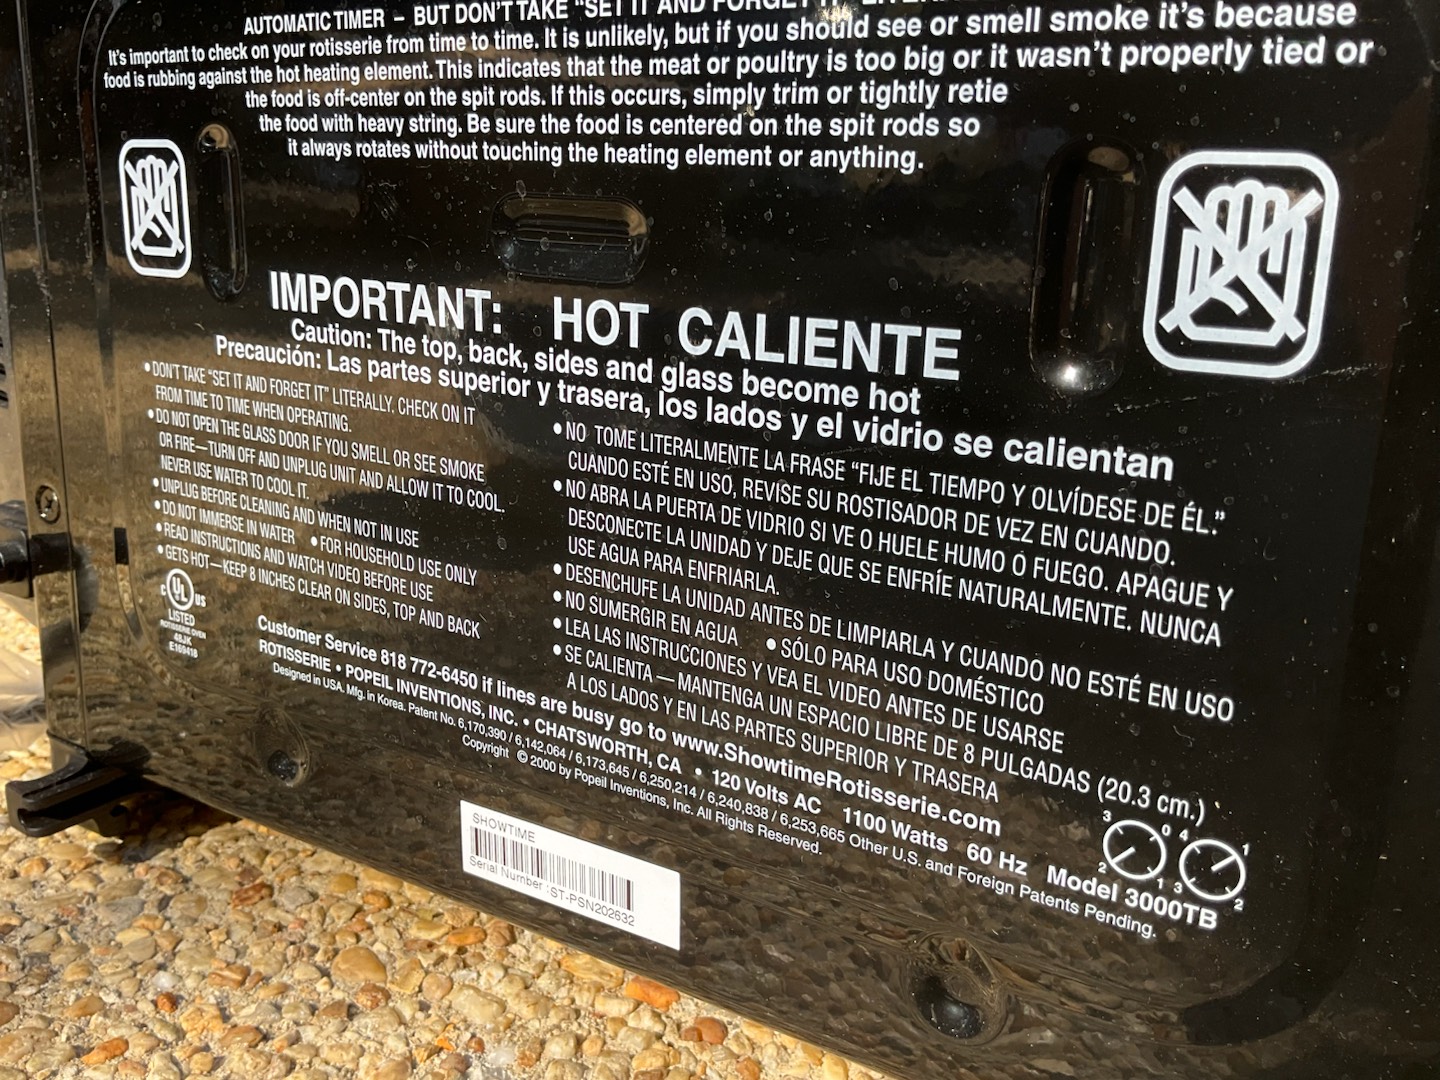 AUTOMATIC TIMER – BUT DON'T TAKE "SET IT AND FORGET IT"
It's important to check on your rotisserie from time to time. It is unlikely, but if you should see or smell smoke it's because
food is rubbing against the hot heating element. This indicates that the meat or poultry is too big or it wasn't properly tied or
the food is off-center on the spit rods. If this occurs, simply trim or tightly retie
the food with heavy string. Be sure the food is centered on the spit rods so
it always rotates without touching the heating element or anything.
IMPORTANT: HOT CALIENTE
Caution: The top, back, sides and glass become hot
Precaución: Las partes superior y trasera, los lados y el vidrio se calientan
• DON'T TAKE "SET IT AND FORGET IT" LITERALLY. CHECK ON IT
FROM TIME TO TIME WHEN OPERATING.
• DO NOT OPEN THE GLASS DOOR IF YOU SMELL OR SEE SMOKE
OR FIRE—TURN OFF AND UNPLUG UNIT AND ALLOW IT TO COOL.
NEVER USE WATER TO COOL IT.
• UNPLUG BEFORE CLEANING AND WHEN NOT IN USE
• DO NOT IMMERSE IN WATER • FOR HOUSEHOLD USE ONLY
• READ INSTRUCTIONS AND WATCH VIDEO BEFORE USE
• GETS HOT—KEEP 8 INCHES CLEAR ON SIDES, TOP AND BACK
• NO TOME LITERALMENTE LA FRASE "FIJE EL TIEMPO Y OLVÍDESE DE ÉL."
CUANDO ESTÉ EN USO, REVISE SU ROSTISADOR DE VEZ EN CUANDO.
• NO ABRA LA PUERTA DE VIDRIO SI VE O HUELE HUMO O FUEGO. APAGUE Y
DESCONECTE LA UNIDAD Y DEJE QUE SE ENFRÍE NATURALMENTE. NUNCA
USE AGUA PARA ENFRIARLA.
• DESENCHUFE LA UNIDAD ANTES DE LIMPIARLA Y CUANDO NO ESTÉ EN USO
• NO SUMERGIR EN AGUA • SÓLO PARA USO DOMÉSTICO
• LEA LAS INSTRUCCIONES Y VEA EL VIDEO ANTES DE USARSE
• SE CALIENTA — MANTENGA UN ESPACIO LIBRE DE 8 PULGADAS (20.3 cm.)
A LOS LADOS Y EN LAS PARTES SUPERIOR Y TRASERA
C UL US
LISTED
ROTISSERIE OVEN
48JK
E169418
Customer Service 818 772-6450 if lines are busy go to www.ShowtimeRotisserie.com
ROTISSERIE • POPEIL INVENTIONS, INC. • CHATSWORTH, CA • 120 Volts AC 1100 Watts 60 Hz Model 3000TB
Designed in USA. Mfg. in Korea. Patent No. 6,170,390 / 6,142,064 / 6,173,645 / 6,250,214 / 6,240,838 / 6,253,665 Other U.S. and Foreign Patents Pending.
Copyright © 2000 by Popeil Inventions, Inc. All Rights Reserved.
3 0 4 1
2 1 3 2
SHOWTIME
Serial Number : ST-PSN202632